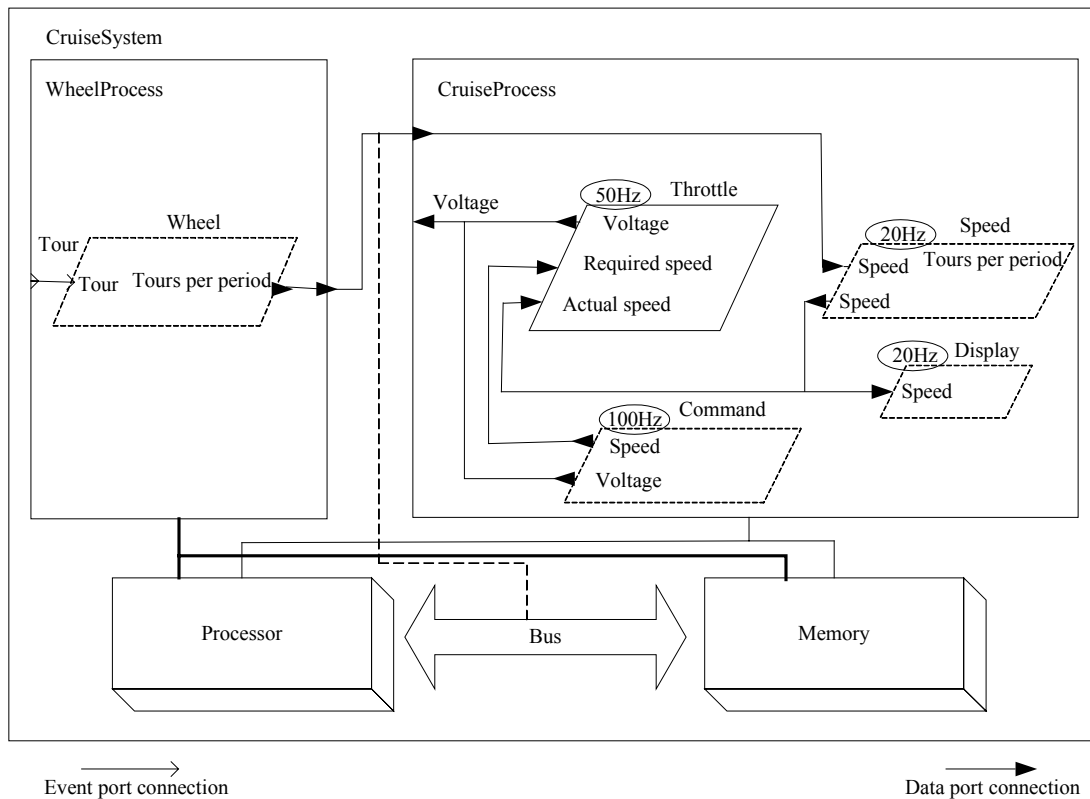 CruiseSystem
WheelProcess
CruiseProcess
Voltage
50Hz
Throttle
Voltage
Required speed
Actual speed
Wheel
Tour
Tour
Tours per period
20Hz
Speed
Speed
Tours per period
Speed
20Hz
Display
Speed
100Hz
Command
Speed
Voltage
Processor
Bus
Memory
Event port connection
Data port connection